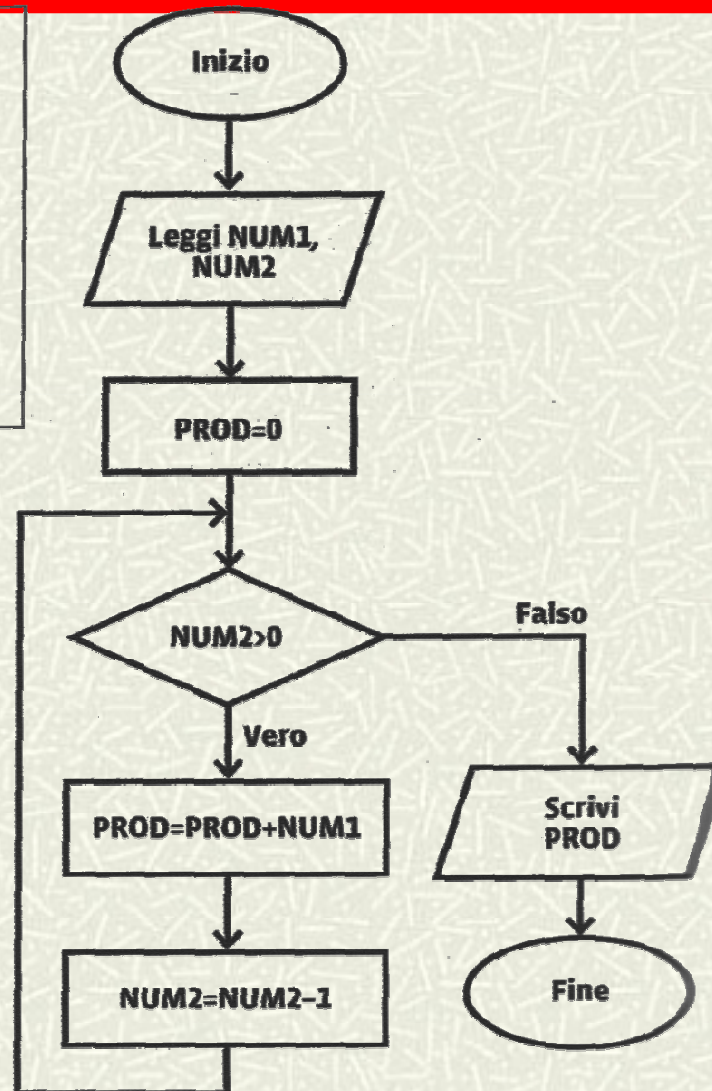 Inizio
Leggi NUM1,
NUM2
PROD=0
NUM2>0
Falso
Vero
PROD=PROD+NUM1
Scrivi
PROD
NUM2=NUM2-1
Fine